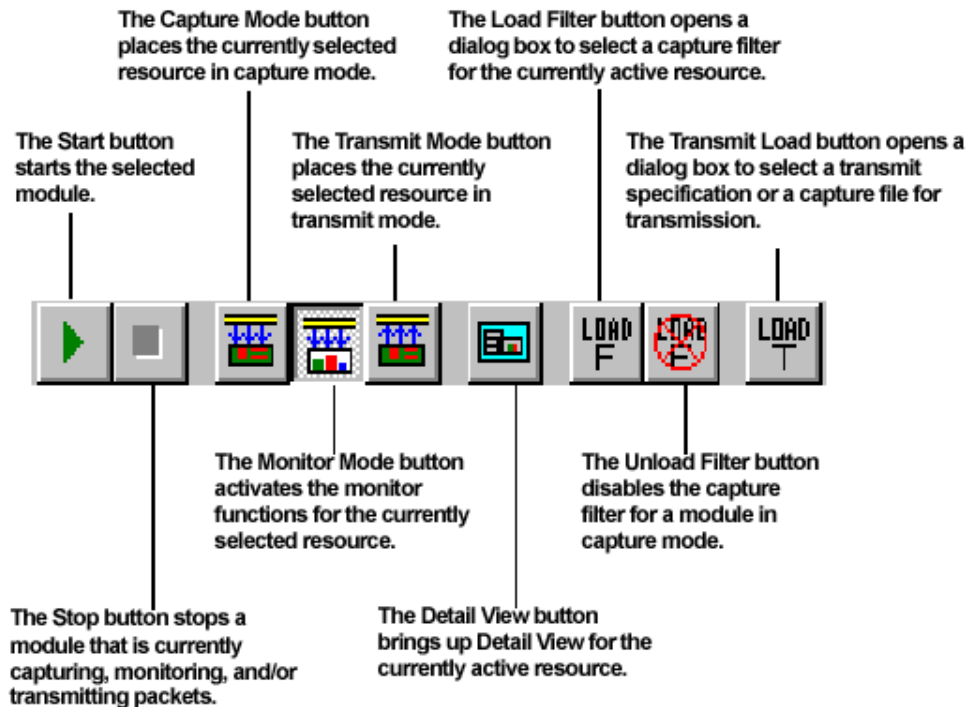 The Capture Mode button
places the currently selected
resource in capture mode.
The Load Filter button opens a
dialog box to select a capture filter
for the currently active resource.
The Start button
starts the selected
module.
The Transmit Mode button
places the currently
selected resource in
transmit mode.
The Transmit Load button opens a
dialog box to select a transmit
specification or a capture file for
transmission.
LOAD
F
LOAD
F
LOAD
T
The Monitor Mode button
activates the monitor
functions for the currently
selected resource.
The Unload Filter button
disables the capture
filter for a module in
capture mode.
The Stop button stops a
module that is currently
capturing, monitoring, and/or
transmitting packets.
The Detail View button
brings up Detail View for the
currently active resource.